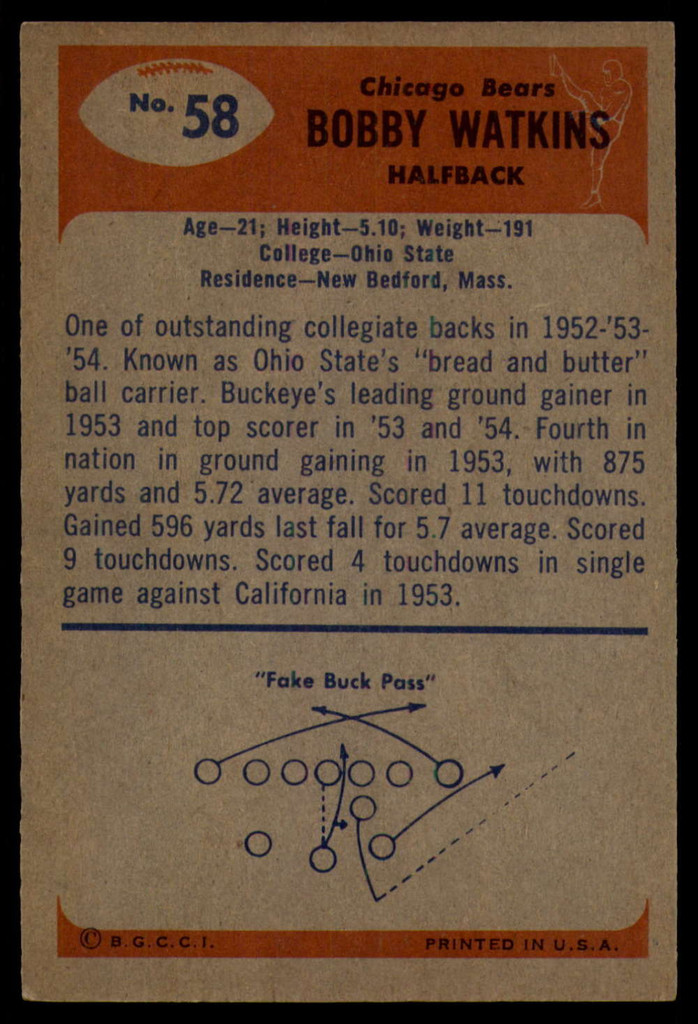 No. 58
Chicago Bears
BOBBY WATKINS
HALFBACK
Age—21; Height—5.10; Weight—191
College—Ohio State
Residence—New Bedford, Mass.
One of outstanding collegiate backs in 1952-'53-
'54. Known as Ohio State's "bread and butter"
ball carrier. Buckeye's leading ground gainer in
1953 and top scorer in '53 and '54. Fourth in
nation in ground gaining in 1953, with 875
yards and 5.72 average. Scored 11 touchdowns.
Gained 596 yards last fall for 5.7 average. Scored
9 touchdowns. Scored 4 touchdowns in single
game against California in 1953.
"Fake Buck Pass"
© B.G.C.C.I.
PRINTED IN U.S.A.